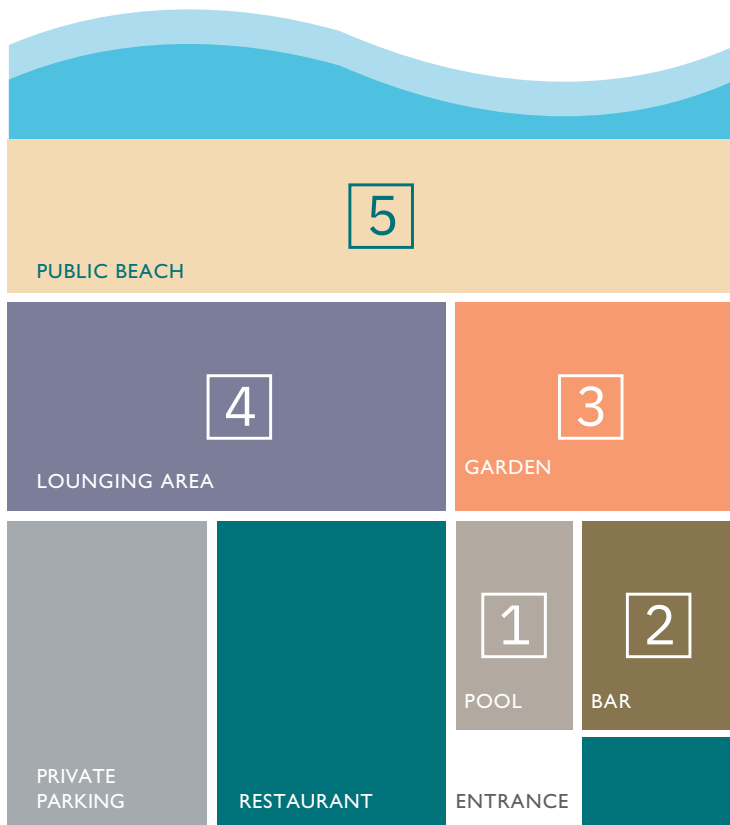 5
PUBLIC BEACH
4
LOUNGING AREA
3
GARDEN
1
POOL
2
BAR
PRIVATE
PARKING
RESTAURANT
ENTRANCE